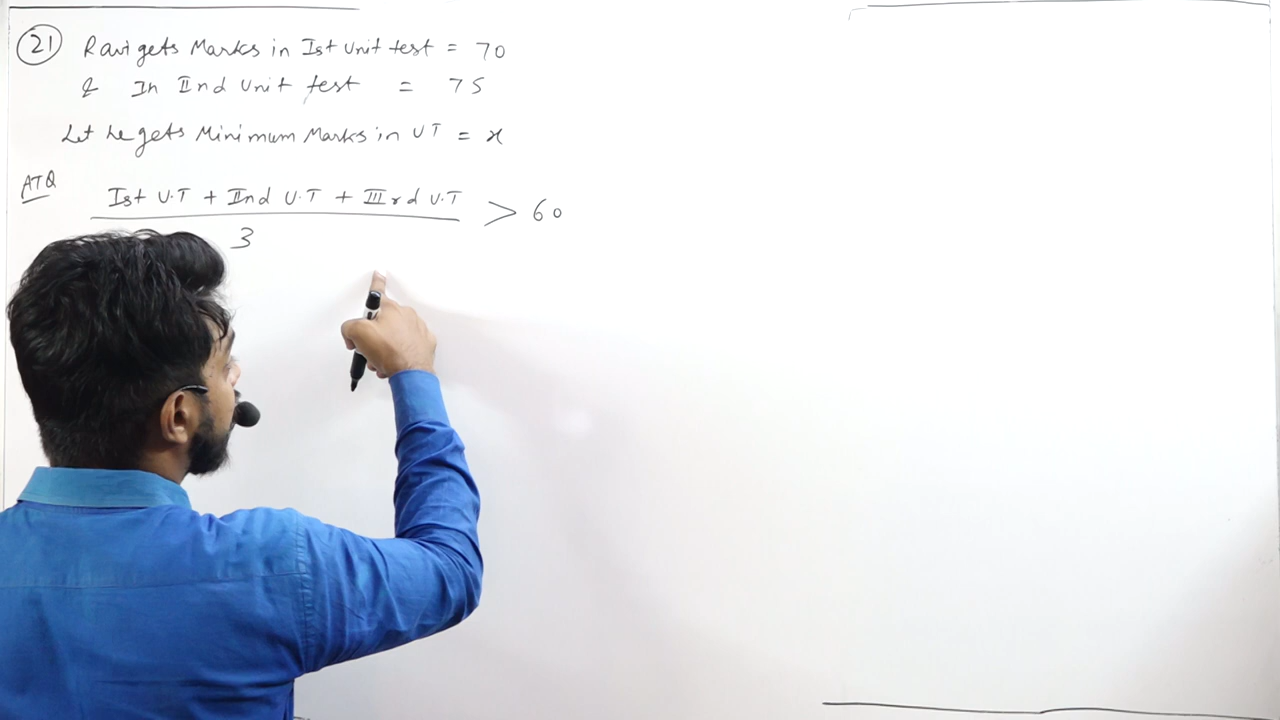 21 Ravi gets Marks in Ist Unit test = 70
& In IInd Unit test = 75
Let he gets Minimum Marks in UT = x
ATQ
Ist U.T + IInd U.T + IIIrd U.T
3
> 60